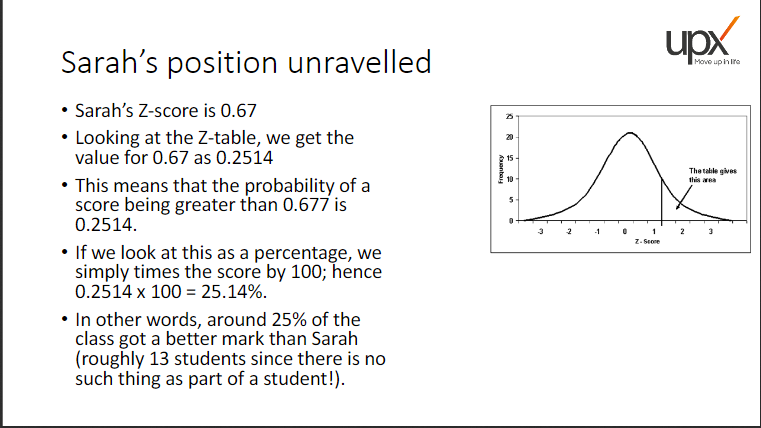 upx
Move up in life
Sarah's position unravelled
• Sarah's Z-score is 0.67
• Looking at the Z-table, we get the
value for 0.67 as 0.2514
• This means that the probability of a
score being greater than 0.677 is
0.2514.
• If we look at this as a percentage, we
simply times the score by 100; hence
0.2514 x 100 = 25.14%.
• In other words, around 25% of the
class got a better mark than Sarah
(roughly 13 students since there is no
such thing as part of a student!).
25
20
15
10
5
0
Frequency
The table gives
this area
-3 -2 -1 0 1 2 3
Z - Score